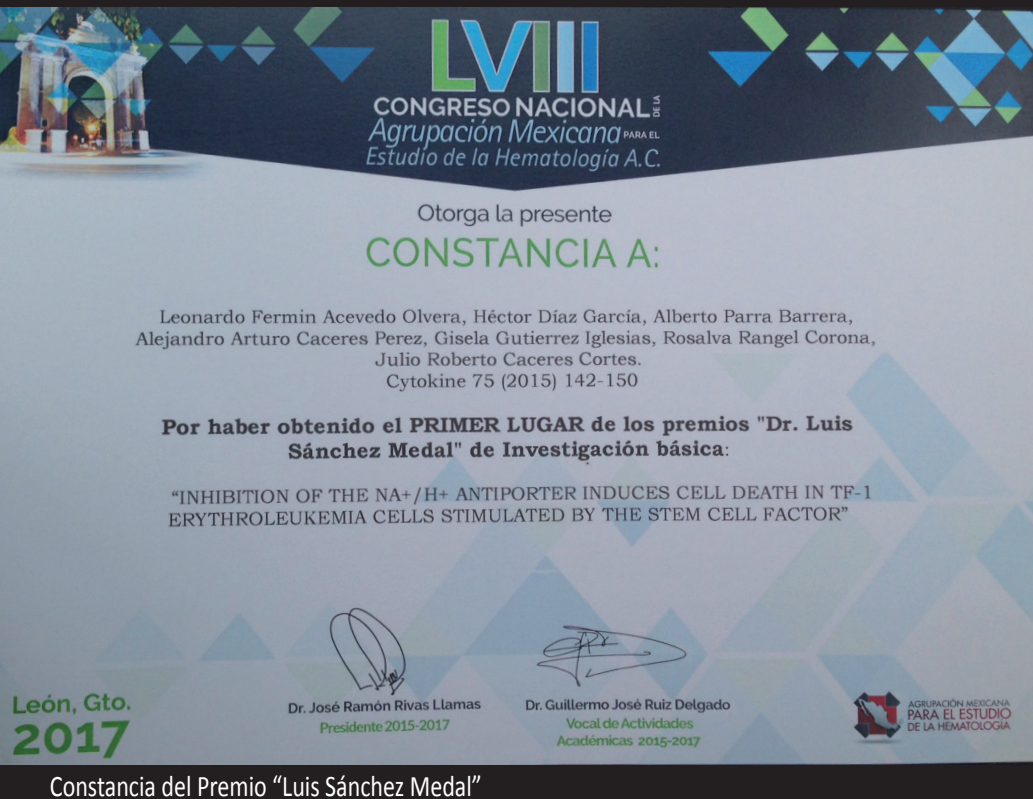 LVIII
CONGRESO NACIONAL DE LA
Agrupación Mexicana PARA EL
Estudio de la Hematología A.C.
Otorga la presente
CONSTANCIA A:
Leonardo Fermin Acevedo Olvera, Héctor Díaz García, Alberto Parra Barrera,
Alejandro Arturo Caceres Perez, Gisela Gutierrez Iglesias, Rosalva Rangel Corona,
Julio Roberto Caceres Cortes.
Cytokine 75 (2015) 142-150
Por haber obtenido el PRIMER LUGAR de los premios "Dr. Luis
Sánchez Medal" de Investigación básica:
“INHIBITION OF THE NA+/H+ ANTIPORTER INDUCES CELL DEATH IN TF-1
ERYTHROLEUKEMIA CELLS STIMULATED BY THE STEM CELL FACTOR”
Dr. José Ramón Rivas Llamas
Presidente 2015-2017
Dr. Guillermo José Ruiz Delgado
Vocal de Actividades
Académicas 2015-2017
León, Gto.
2017
AGRUPACIÓN MEXICANA
PARA EL ESTUDIO
DE LA HEMATOLOGÍA
Constancia del Premio “Luis Sánchez Medal”